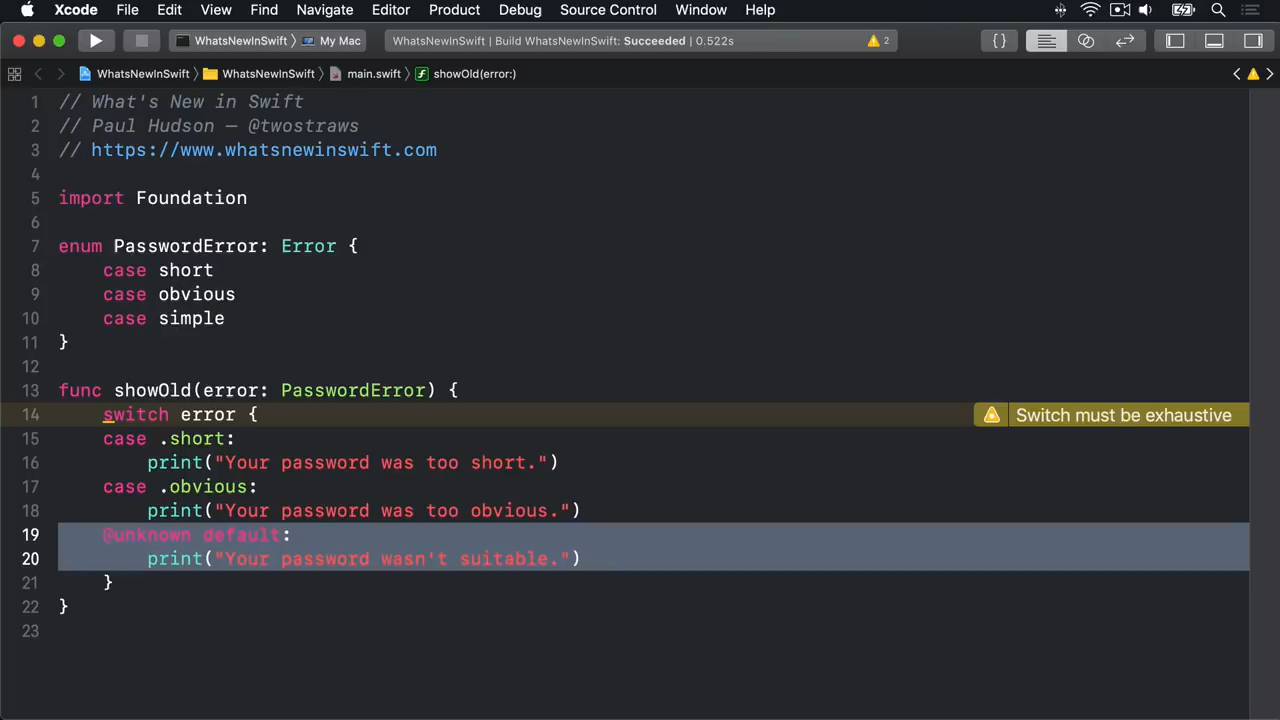 Xcode File Edit View Find Navigate Editor Product Debug Source Control Window Help
WhatsNewInSwift My Mac WhatsNewInSwift | Build WhatsNewInSwift: Succeeded | 0.522s 2
WhatsNewInSwift WhatsNewInSwift main.swift showOld(error:)
1 // What's New in Swift
2 // Paul Hudson — @twostraws
3 // https://www.whatsnewinswift.com
4
5 import Foundation
6
7 enum PasswordError: Error {
8 case short
9 case obvious
10 case simple
11 }
12
13 func showOld(error: PasswordError) {
14 switch error { Switch must be exhaustive
15 case .short:
16 print("Your password was too short.")
17 case .obvious:
18 print("Your password was too obvious.")
19 @unknown default:
20 print("Your password wasn't suitable.")
21 }
22 }
23